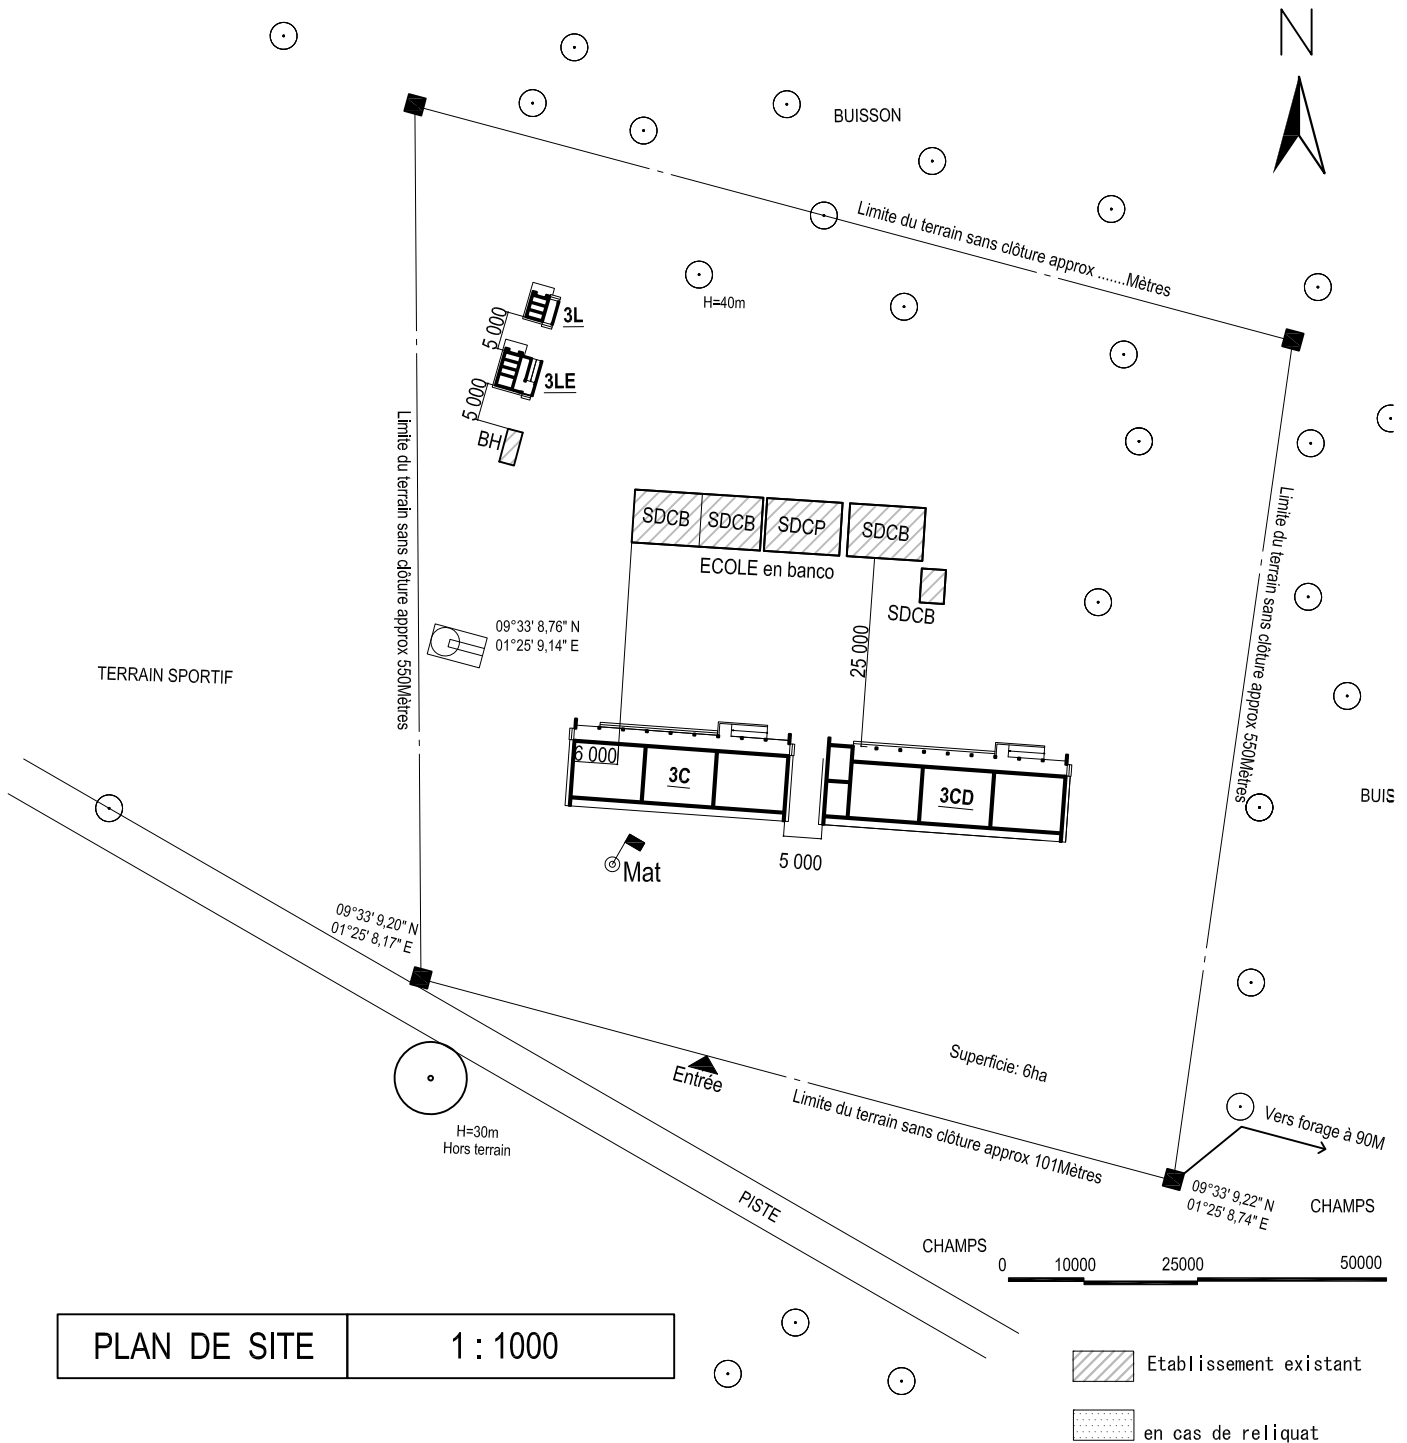 N
BUISSON
Limite du terrain sans clôture approx .......Mètres
H=40m
3L
5 000
3LE
5 000
BH
Limite du terrain sans clôture approx 550Mètres
SDCB
SDCB
SDCP
SDCB
ECOLE en banco
SDCB
Limite du terrain sans clôture approx 550Mètres
09°33' 8,76" N
01°25' 9,14" E
25 000
TERRAIN SPORTIF
6 000
3C
3CD
BUIS
5 000
Mat
09°33' 9,20" N
01°25' 8,17" E
Superficie: 6ha
Entrée
Limite du terrain sans clôture approx 101Mètres
Vers forage à 90M
H=30m
Hors terrain
09°33' 9,22" N
01°25' 8,74" E
CHAMPS
PISTE
CHAMPS
0 10000 25000 50000
PLAN DE SITE 1 : 1000
Etablissement existant
en cas de reliquat